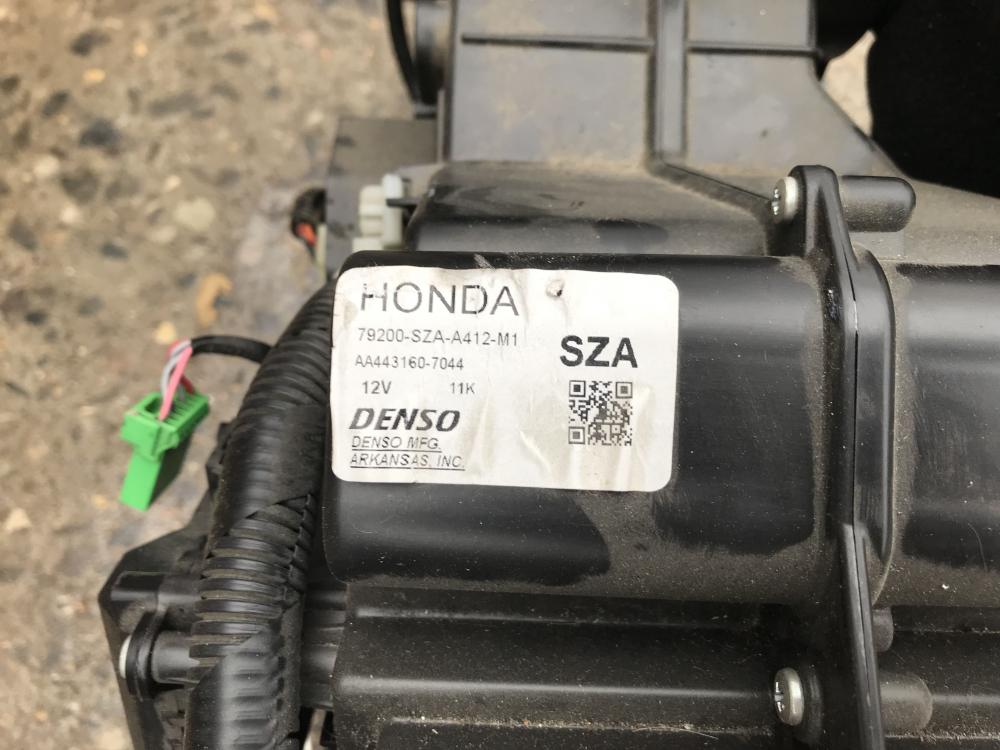 HONDA
79200-SZA-A412-M1
AA443160-7044
SZA
12V 11K
DENSO
DENSO MFG.
ARKANSAS, INC.